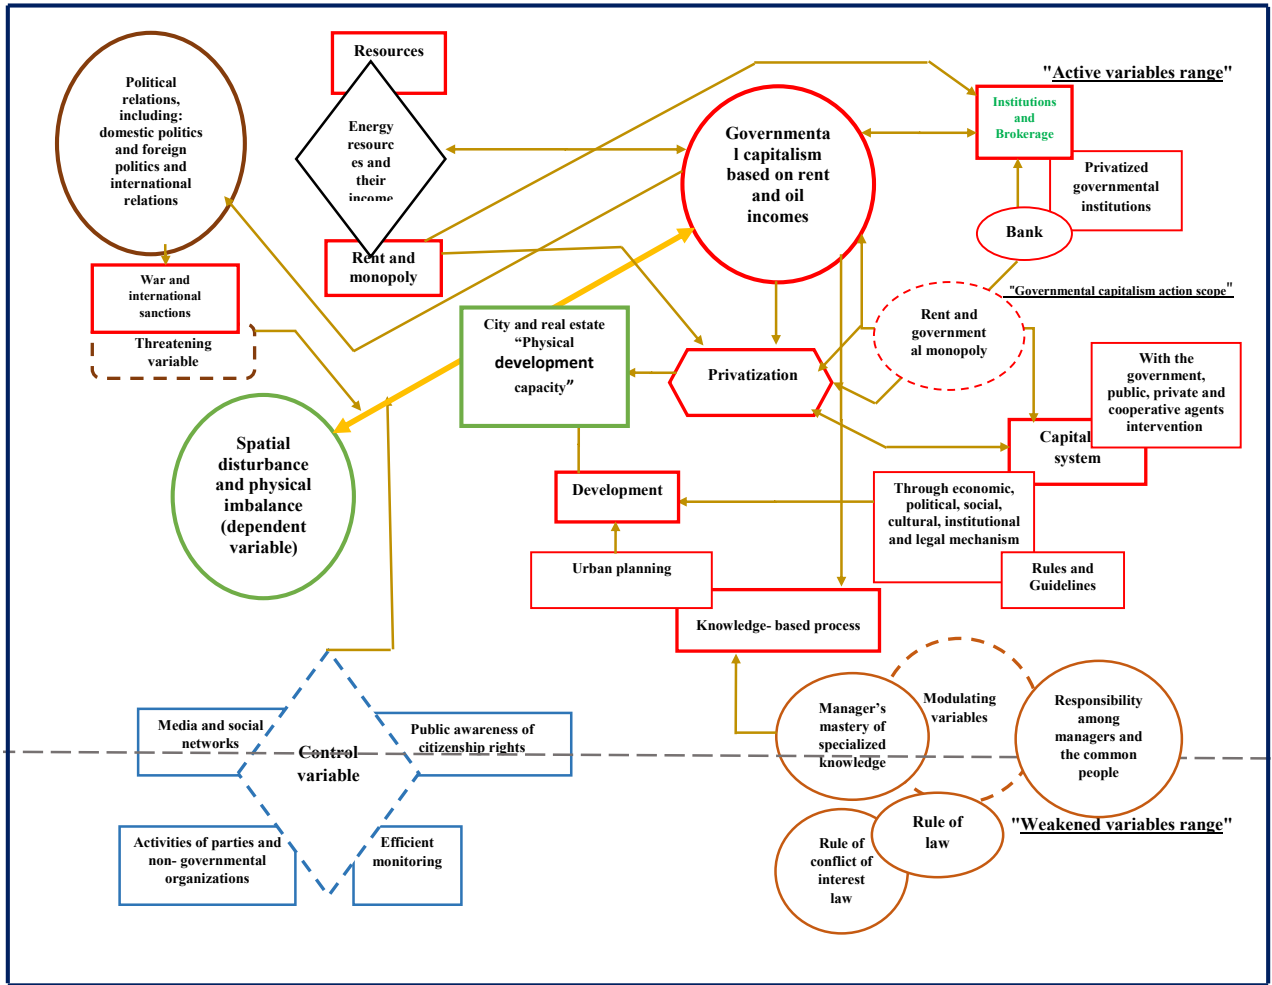 Resources
"Active variables range"
Political
relations,
including:
domestic politics
and foreign
politics and
international
relations
Energy
resourc
es and
their
income
Governmenta
l capitalism
based on rent
and oil
incomes
Institutions
and
Brokerage
Privatized
governmental
institutions
Bank
Rent and
monopoly
War and
international
sanctions
Threatening
variable
"Governmental capitalism action scope"
Rent and
government
al monopoly
City and real estate
“Physical
development
capacity”
Privatization
With the
government,
public, private and
cooperative agents
intervention
Capital
system
Spatial
disturbance
and physical
imbalance
(dependent
variable)
Development
Through economic,
political, social,
cultural, institutional
and legal mechanism
Rules and
Guidelines
Urban planning
Knowledge- based process
Media and social
networks
Control
variable
Public awareness of
citizenship rights
Activities of parties and
non- governmental
organizations
Efficient
monitoring
Manager’s
mastery of
specialized
knowledge
Modulating
variables
Responsibility
among
managers and
the common
people
Rule of
law
Rule of
conflict of
interest
law
"Weakened variables range"